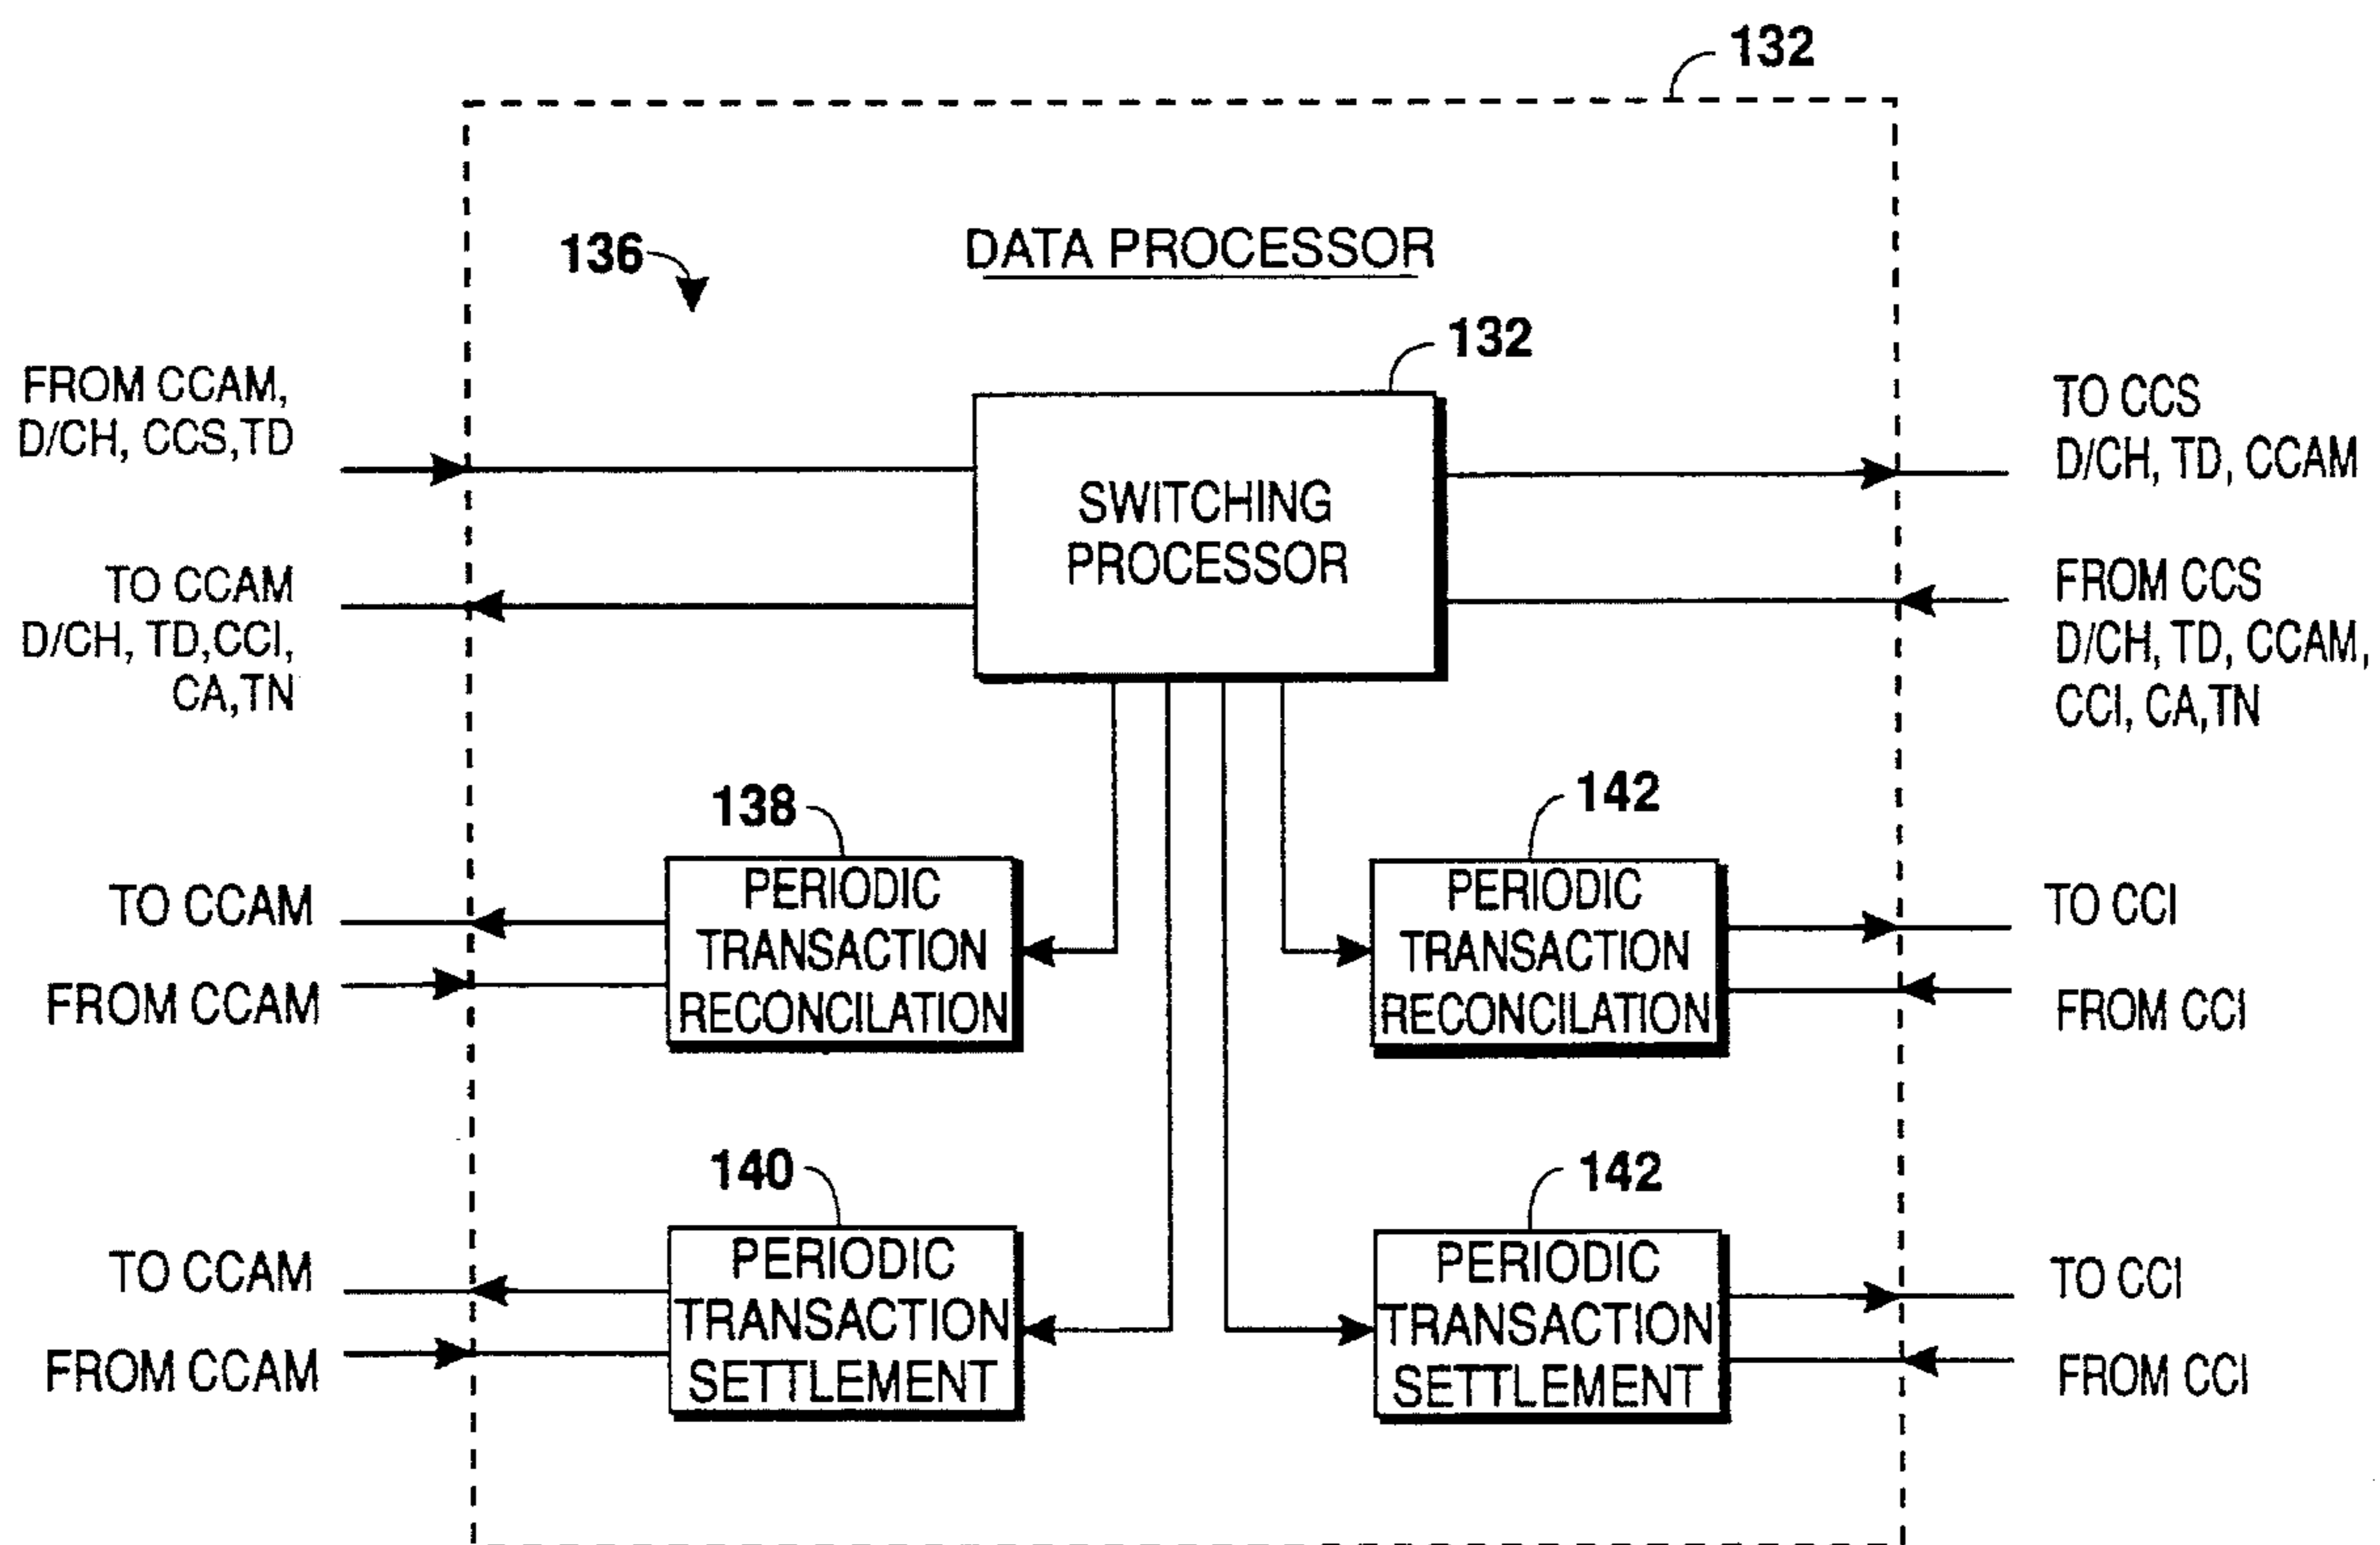 132
136
DATA PROCESSOR
132
FROM CCAM,
D/CH, CCS,TD
SWITCHING
PROCESSOR
TO CCS
D/CH, TD, CCAM
TO CCAM
D/CH, TD,CCI,
CA,TN
FROM CCS
D/CH, TD, CCAM,
CCI, CA,TN
138
142
TO CCAM
FROM CCAM
PERIODIC
TRANSACTION
RECONCILATION
PERIODIC
TRANSACTION
RECONCILATION
TO CCI
FROM CCI
140
142
TO CCAM
FROM CCAM
PERIODIC
TRANSACTION
SETTLEMENT
PERIODIC
TRANSACTION
SETTLEMENT
TO CCI
FROM CCI